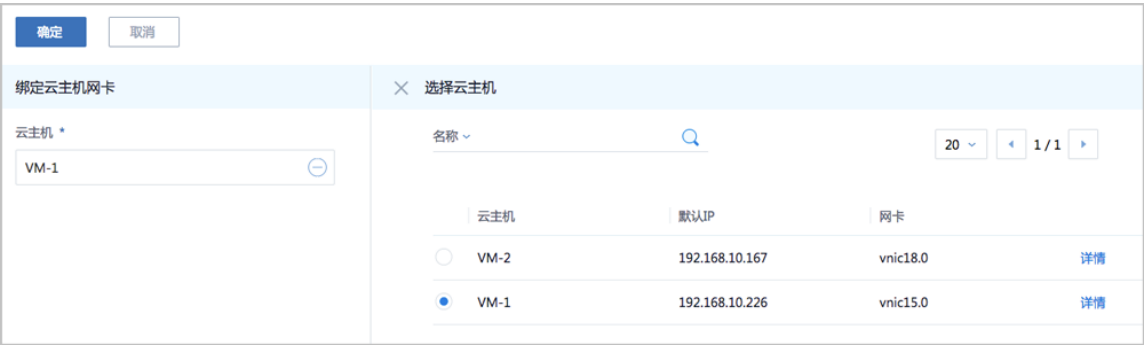 确定 取消
绑定云主机网卡
云主机 *
VM-1
选择云主机
名称
20 1 / 1
云主机 默认IP 网卡
VM-2 192.168.10.167 vnic18.0 详情
VM-1 192.168.10.226 vnic15.0 详情